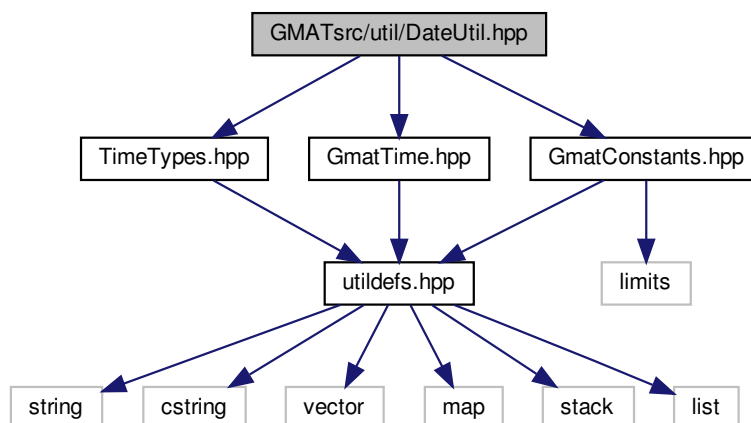 GMATsrc/util/DateUtil.hpp
TimeTypes.hpp
GmatTime.hpp
GmatConstants.hpp
utildefs.hpp
limits
string
cstring
vector
map
stack
list